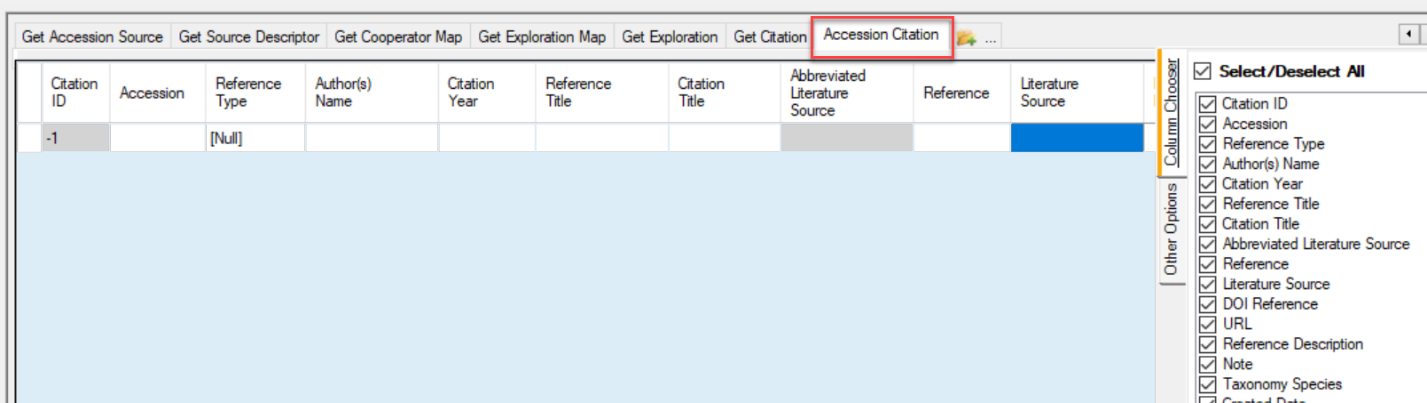 Get Accession Source Get Source Descriptor Get Cooperator Map Get Exploration Map Get Exploration Get Citation Accession Citation ...
Citation ID
Accession
Reference Type
Author(s) Name
Citation Year
Reference Title
Citation Title
Abbreviated Literature Source
Reference
Literature Source
-1 [Null]
Column Chooser
Other Options
Select/Deselect All
Citation ID
Accession
Reference Type
Author(s) Name
Citation Year
Reference Title
Citation Title
Abbreviated Literature Source
Reference
Literature Source
DOI Reference
URL
Reference Description
Note
Taxonomy Species
Created Date